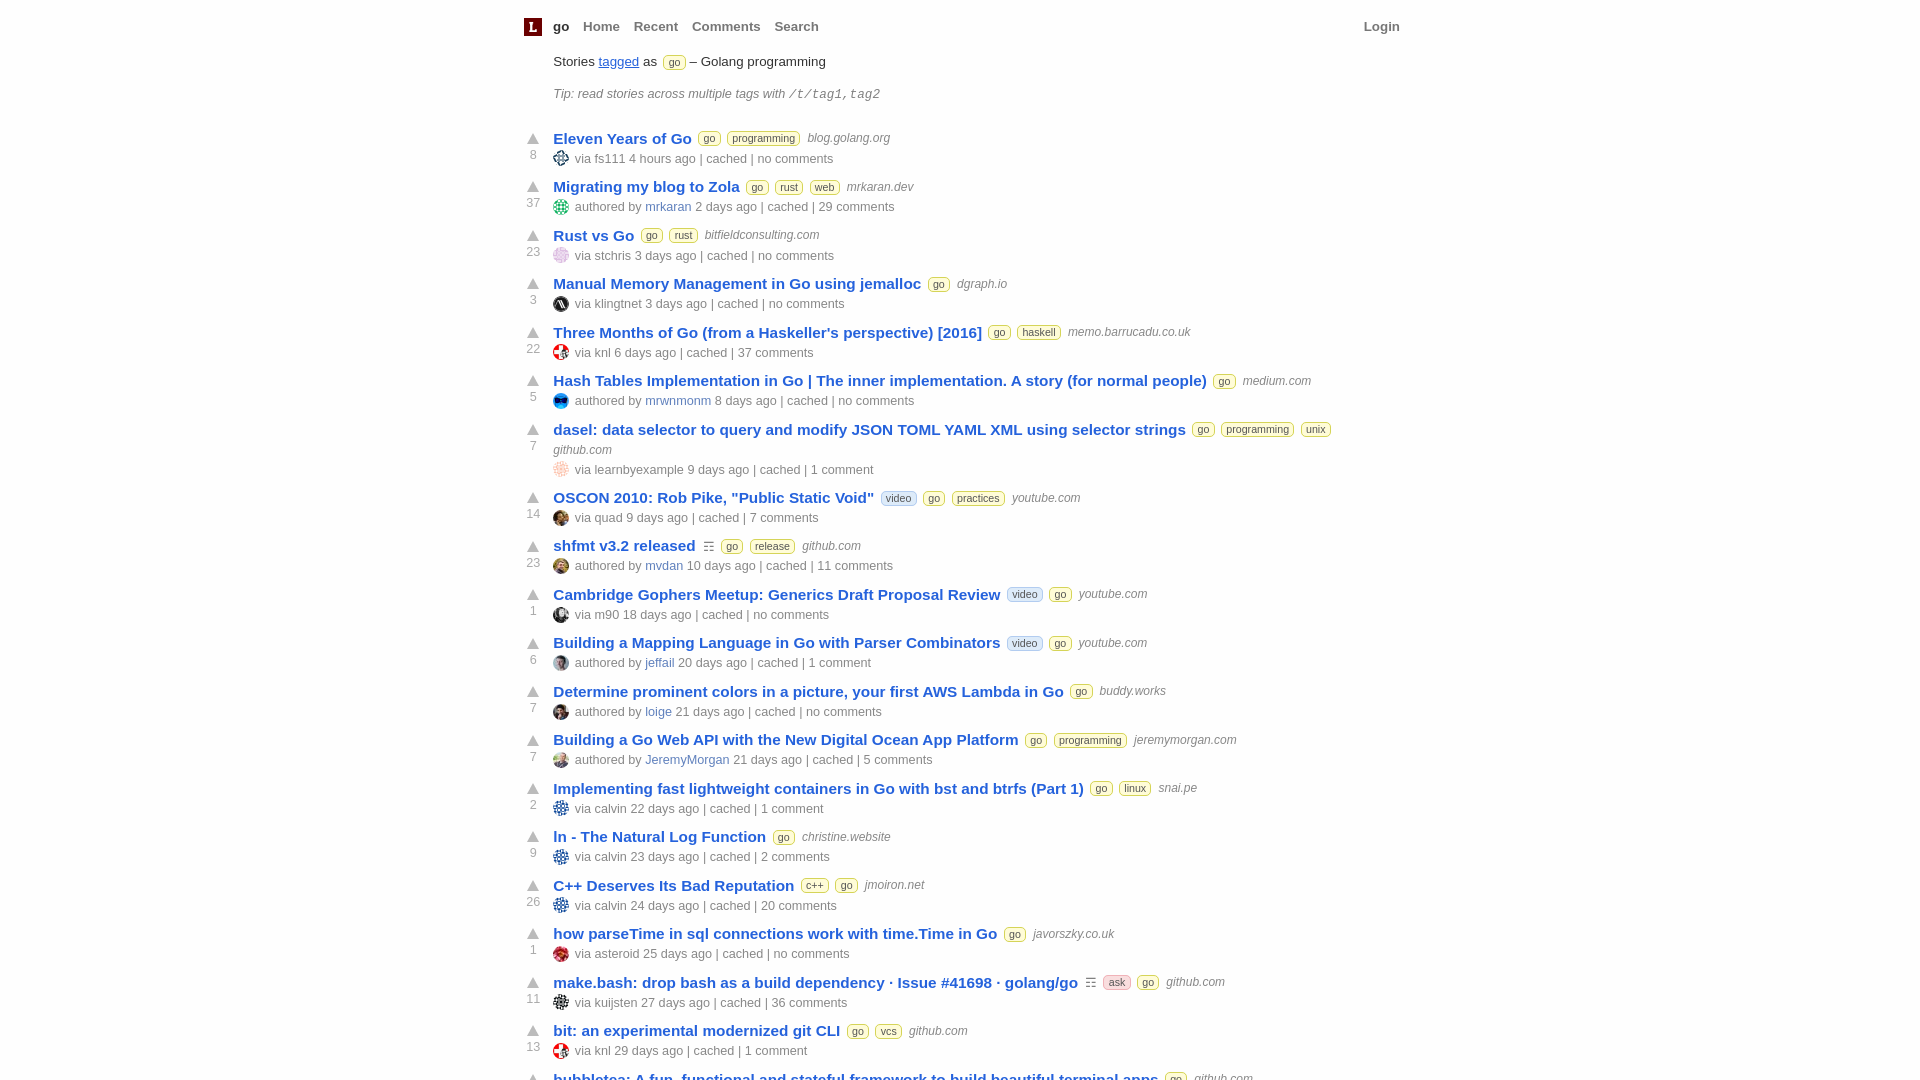 L go Home Recent Comments Search Login
Stories tagged as go – Golang programming
Tip: read stories across multiple tags with /t/tag1,tag2
Eleven Years of Go go programming blog.golang.org
8 via fs111 4 hours ago | cached | no comments
Migrating my blog to Zola go rust web mrkaran.dev
37 authored by mrkaran 2 days ago | cached | 29 comments
Rust vs Go go rust bitfieldconsulting.com
23 via stchris 3 days ago | cached | no comments
Manual Memory Management in Go using jemalloc go dgraph.io
3 via klingtnet 3 days ago | cached | no comments
Three Months of Go (from a Haskeller's perspective) [2016] go haskell memo.barrucadu.co.uk
22 via knl 6 days ago | cached | 37 comments
Hash Tables Implementation in Go | The inner implementation. A story (for normal people) go medium.com
5 authored by mrwnmonm 8 days ago | cached | no comments
dasel: data selector to query and modify JSON TOML YAML XML using selector strings go programming unix
7 github.com
via learnbyexample 9 days ago | cached | 1 comment
OSCON 2010: Rob Pike, "Public Static Void" video go practices youtube.com
14 via quad 9 days ago | cached | 7 comments
shfmt v3.2 released ☶ go release github.com
23 authored by mvdan 10 days ago | cached | 11 comments
Cambridge Gophers Meetup: Generics Draft Proposal Review video go youtube.com
1 via m90 18 days ago | cached | no comments
Building a Mapping Language in Go with Parser Combinators video go youtube.com
6 authored by jeffail 20 days ago | cached | 1 comment
Determine prominent colors in a picture, your first AWS Lambda in Go go buddy.works
7 authored by loige 21 days ago | cached | no comments
Building a Go Web API with the New Digital Ocean App Platform go programming jeremymorgan.com
7 authored by JeremyMorgan 21 days ago | cached | 5 comments
Implementing fast lightweight containers in Go with bst and btrfs (Part 1) go linux snai.pe
2 via calvin 22 days ago | cached | 1 comment
ln - The Natural Log Function go christine.website
9 via calvin 23 days ago | cached | 2 comments
C++ Deserves Its Bad Reputation c++ go jmoiron.net
26 via calvin 24 days ago | cached | 20 comments
how parseTime in sql connections work with time.Time in Go go javorszky.co.uk
1 via asteroid 25 days ago | cached | no comments
make.bash: drop bash as a build dependency · Issue #41698 · golang/go ☶ ask go github.com
11 via kuijsten 27 days ago | cached | 36 comments
bit: an experimental modernized git CLI go vcs github.com
13 via knl 29 days ago | cached | 1 comment
bubbletea: A fun, functional and stateful framework to build beautiful terminal apps go github.com